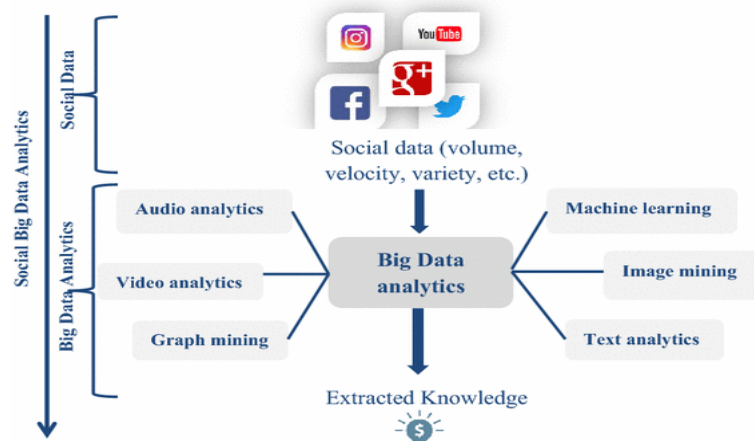 YouTube
g+
f
Social data (volume,
velocity, variety, etc.)
Social Big Data Analytics
Social Data
Big Data Analytics
Audio analytics
Video analytics
Graph mining
Big Data
analytics
Machine learning
Image mining
Text analytics
Extracted Knowledge
$